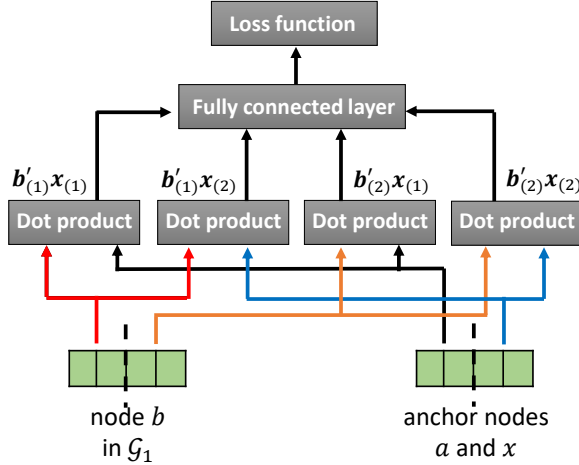 Loss function
Fully connected layer
𝒃′₍₁₎𝒙₍₁₎ 𝒃′₍₁₎𝒙₍₂₎ 𝒃′₍₂₎𝒙₍₁₎ 𝒃′₍₂₎𝒙₍₂₎
Dot product Dot product Dot product Dot product
node 𝑏
in 𝒢₁
anchor nodes
𝑎 and 𝑥